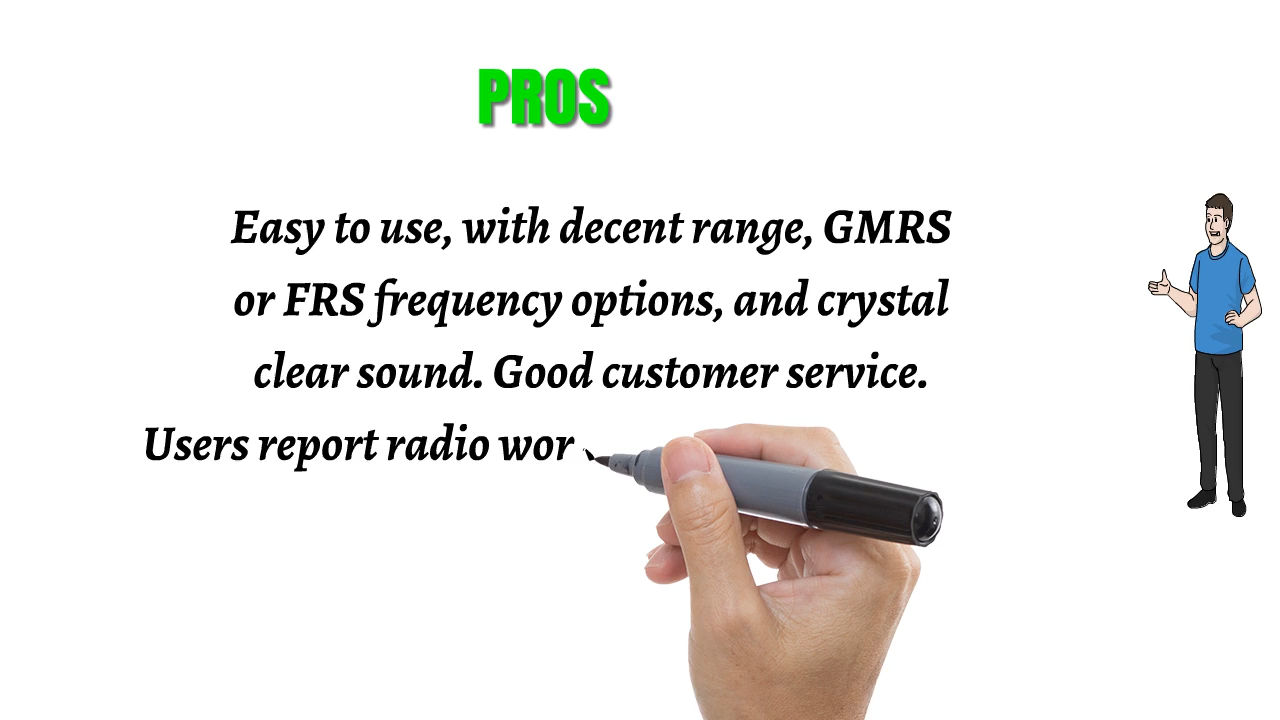 PROS
Easy to use, with decent range, GMRS
or FRS frequency options, and crystal
clear sound. Good customer service.
Users report radio wor